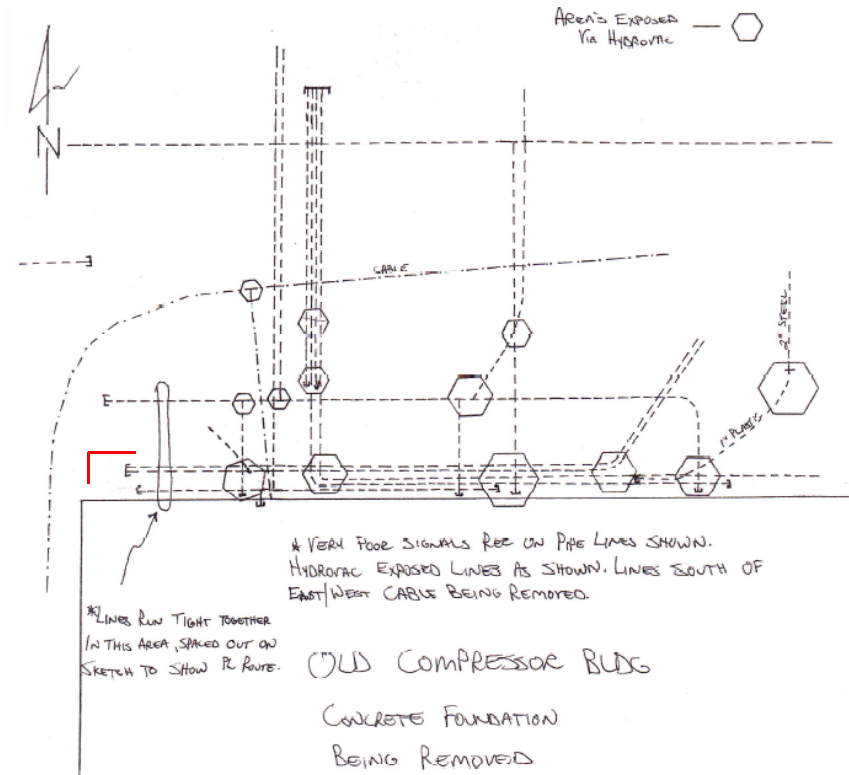 AREA'S EXPOSED
VIA HYDROVAC
N
CABLE
2" STEEL
1" PLASTIC
* VERY POOR SIGNALS REC ON PIPE LINES SHOWN.
HYDROVAC EXPOSED LINES AS SHOWN. LINES SOUTH OF
EAST/WEST CABLE BEING REMOVED.
*LINES RUN TIGHT TOGETHER
IN THIS AREA, SPACED OUT ON
SKETCH TO SHOW PL ROUTE.
OLD COMPRESSOR BLDG
CONCRETE FOUNDATION
BEING REMOVED